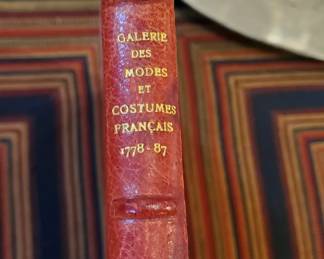 GALERIE
DES
MODES
ET
COSTUMES
FRANÇAIS
1778-87